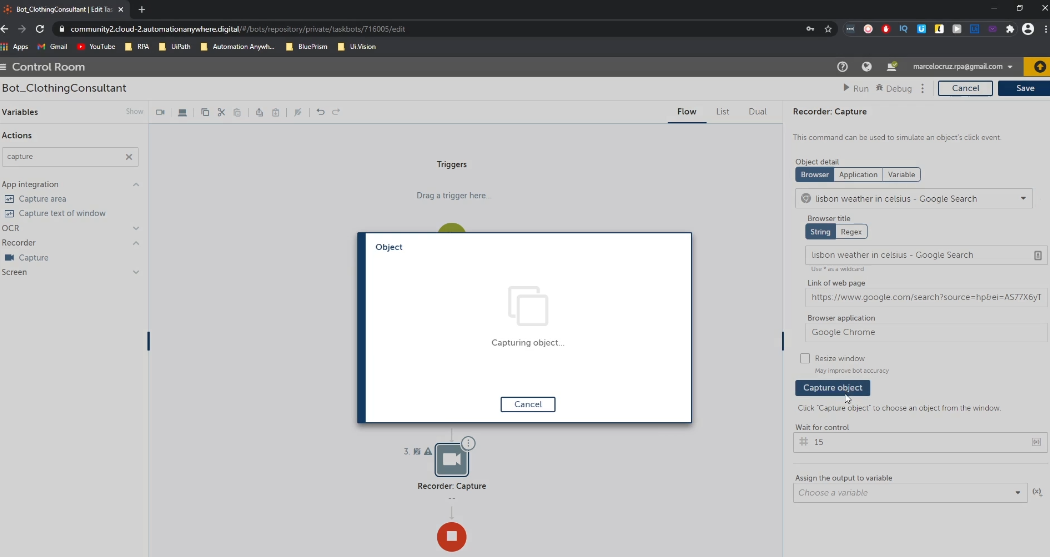 Bot_ClothingConsultant | Edit Tas
community2.cloud-2.automationanywhere.digital/#/bots/repository/private/taskbots/716005/edit
Apps Gmail YouTube RPA UiPath Automation Anywh... BluePrism Ui.Vision
Control Room
marcelocruz.rpa@gmail.com
Bot_ClothingConsultant
Run Debug Cancel Save
Variables Show
Actions
capture
App integration
Capture area
Capture text of window
OCR
Recorder
Capture
Screen
Flow List Dual
Triggers
Drag a trigger here...
Object
Capturing object...
Cancel
3
Recorder: Capture
--
Recorder: Capture
This command can be used to simulate an object's click event.
Object detail
Browser Application Variable
lisbon weather in celsius - Google Search
Browser title
String Regex
lisbon weather in celsius - Google Search
Use * as a wildcard
Link of web page
https://www.google.com/search?source=hp&ei=AS77X6yT
Browser application
Google Chrome
Resize window
May improve bot accuracy
Capture object
Click "Capture object" to choose an object from the window.
Wait for control
15
Assign the output to variable
Choose a variable
(x)